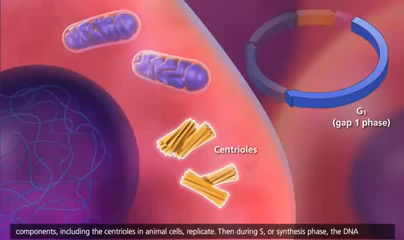 G₁
(gap 1 phase)
Centrioles
components, including the centrioles in animal cells, replicate. Then during S, or synthesis phase, the DNA